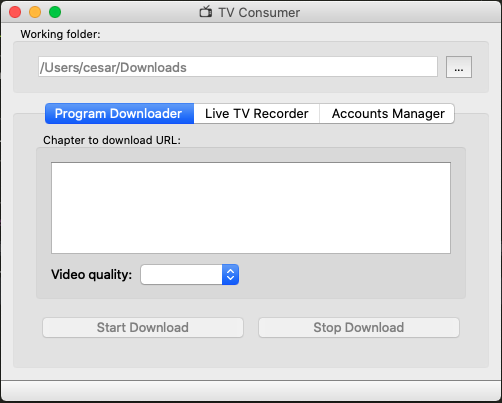 TV Consumer
Working folder:
/Users/cesar/Downloads
...
Program Downloader
Live TV Recorder
Accounts Manager
Chapter to download URL:
Video quality:
Start Download
Stop Download